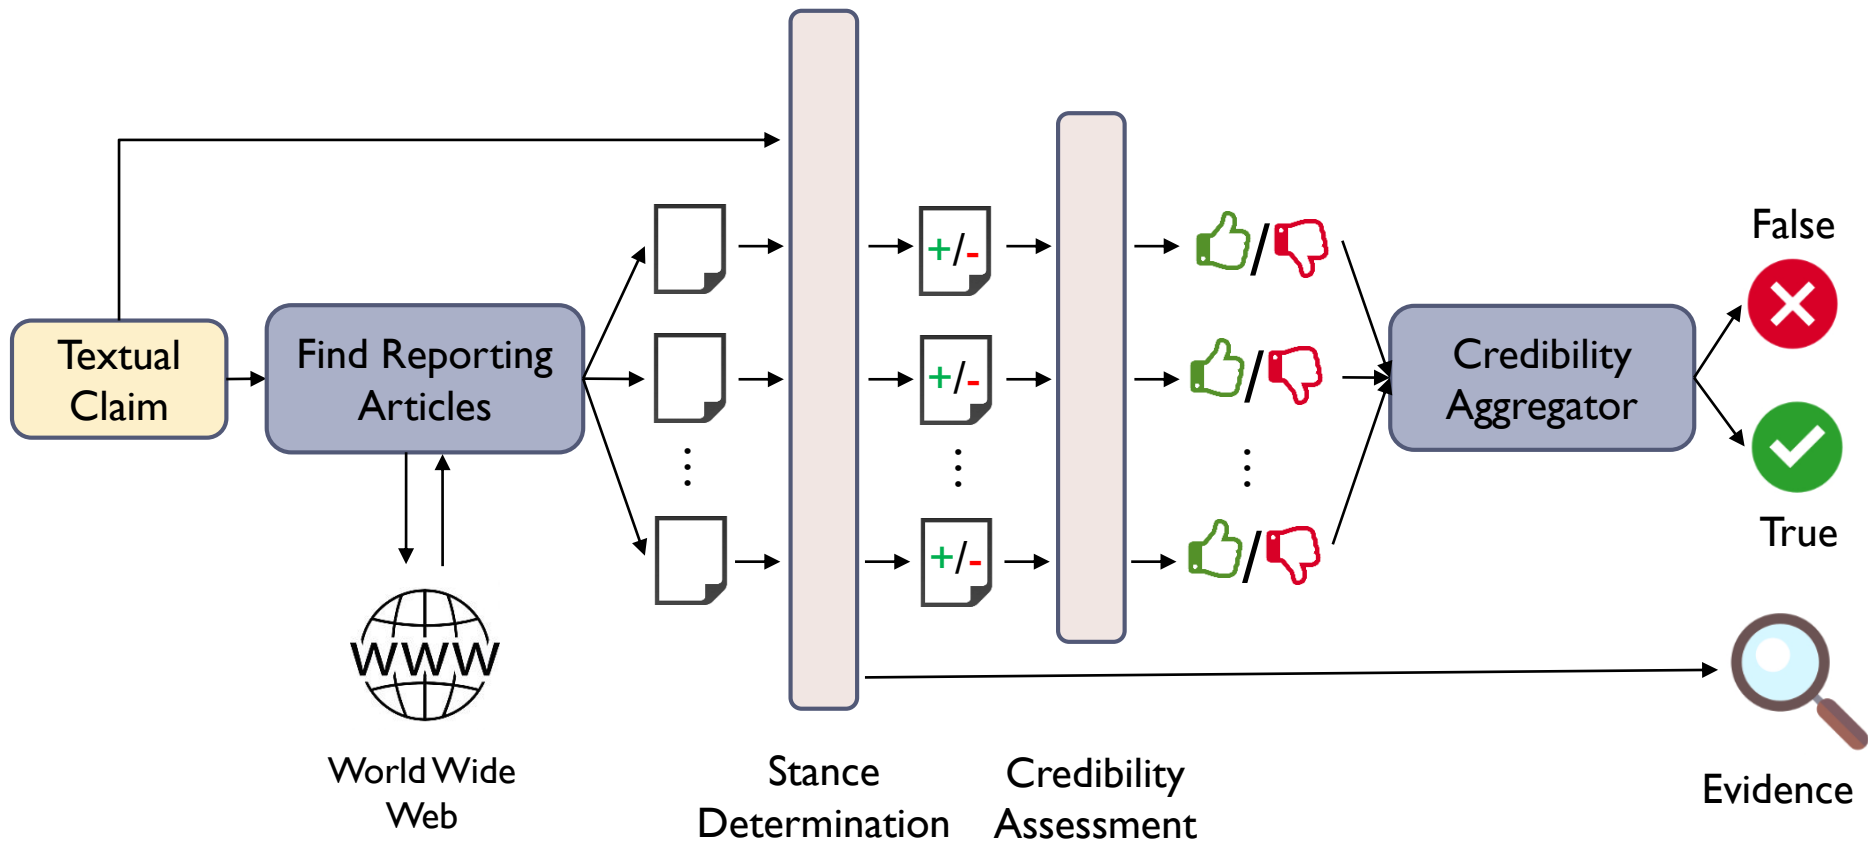 False
+/-
Textual
Claim
Find Reporting
Articles
+/-
Credibility
Aggregator
+/-
True
WWW
World Wide
Web
Stance
Determination
Credibility
Assessment
Evidence